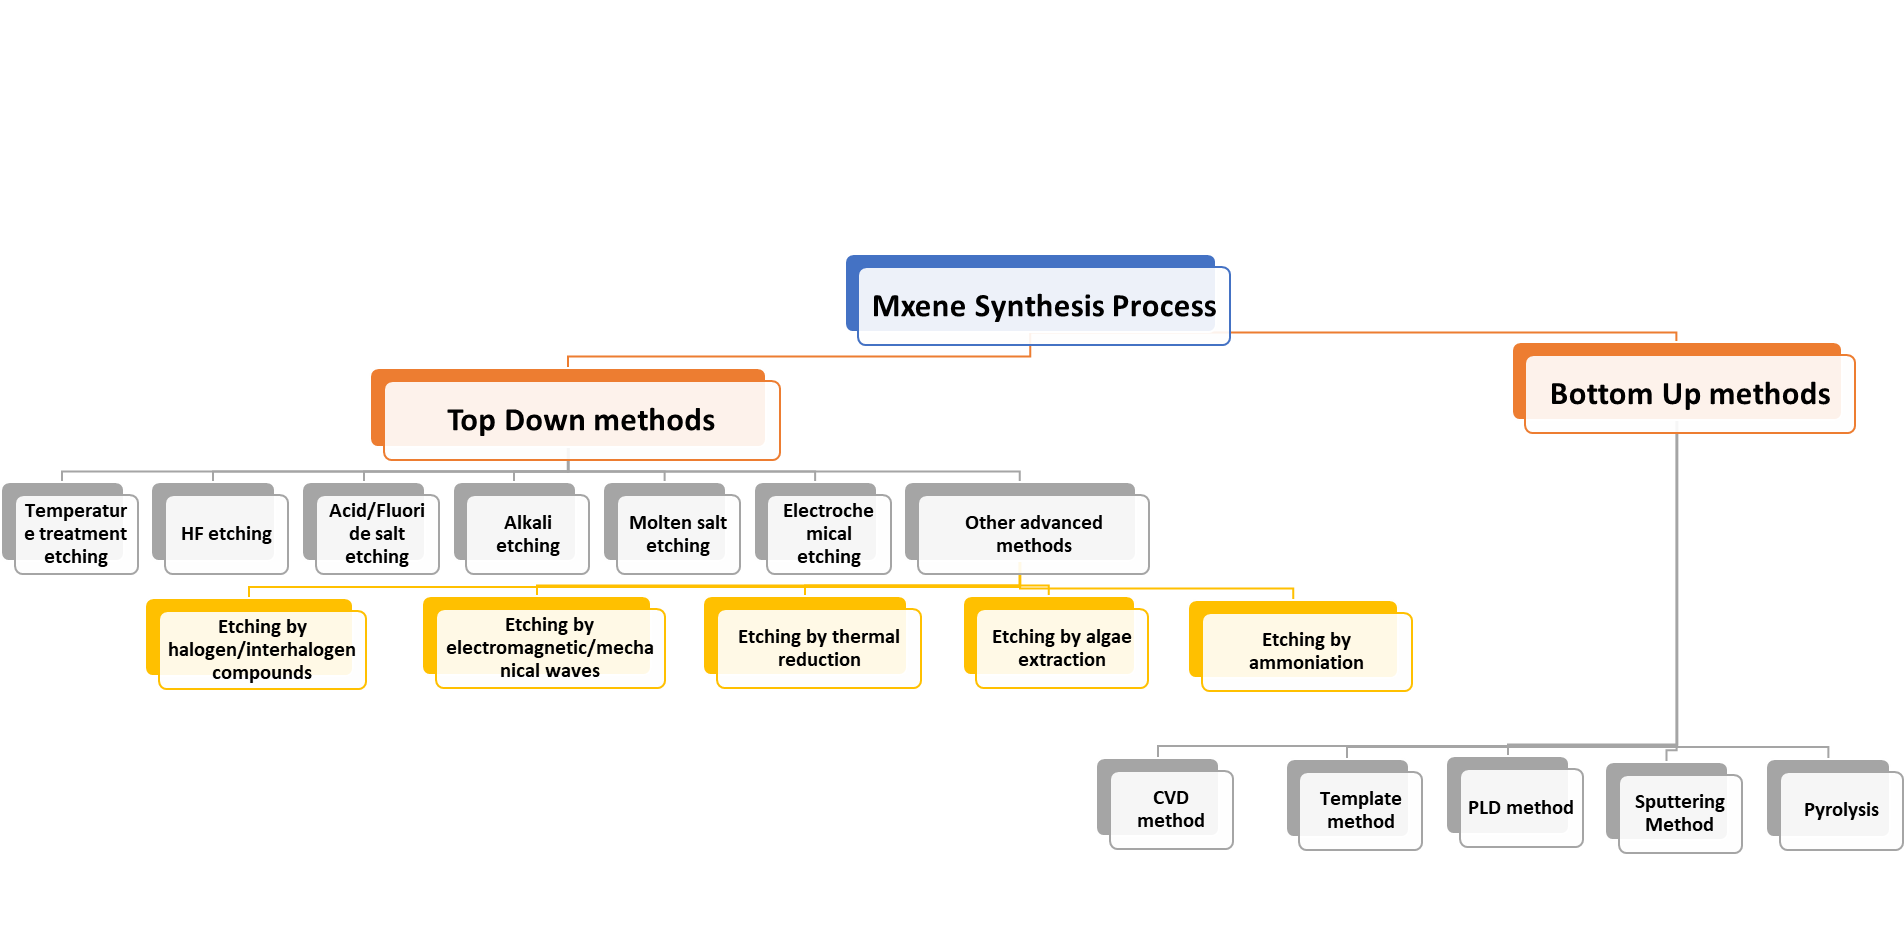 Mxene Synthesis Process
Top Down methods
Bottom Up methods
Temperatur
e treatment
etching
HF etching
Acid/Fluori
de salt
etching
Alkali
etching
Molten salt
etching
Electroche
mical
etching
Other advanced
methods
Etching by
halogen/interhalogen
compounds
Etching by
electromagnetic/mecha
nical waves
Etching by thermal
reduction
Etching by algae
extraction
Etching by
ammoniation
CVD
method
Template
method
PLD method
Sputtering
Method
Pyrolysis